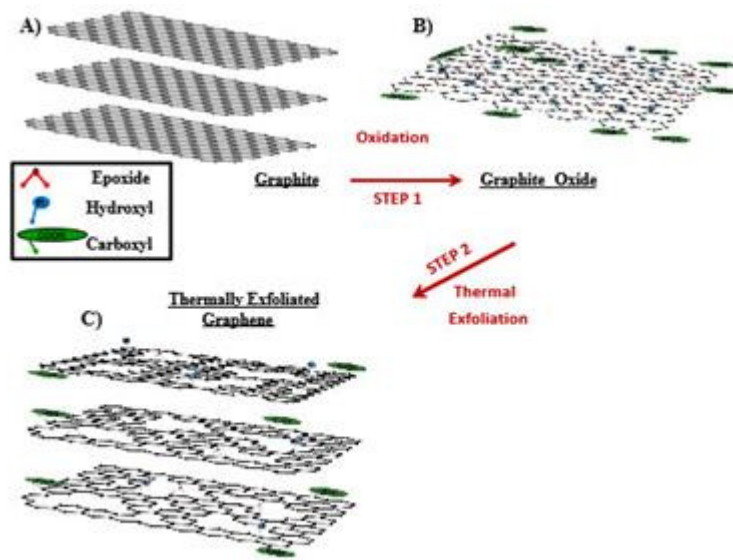 A)
B)
Oxidation
Graphite
STEP 1
Graphite Oxide
Epoxide
Hydroxyl
Carboxyl
STEP 2
Thermal
Exfoliation
Thermally Exfoliated
Graphene
C)